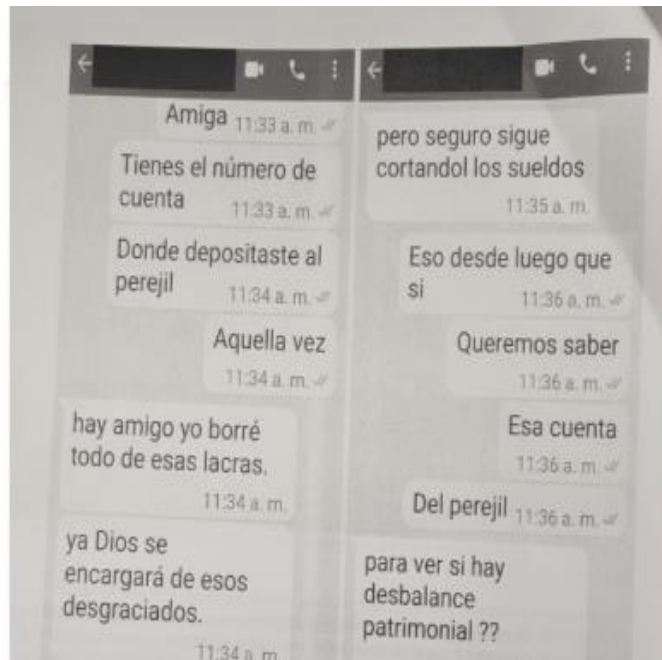 Amiga 11:33 a. m.
Tienes el número de
cuenta 11:33 a. m.
Donde depositaste al
perejil 11:34 a. m.
Aquella vez
11:34 a. m.
hay amigo yo borré
todo de esas lacras.
11:34 a. m.
ya Dios se
encargará de esos
desgraciados.
11:34 a. m.
pero seguro sigue
cortandol los sueldos
11:35 a. m.
Eso desde luego que
si 11:36 a. m.
Queremos saber
11:36 a. m.
Esa cuenta
11:36 a. m.
Del perejil 11:36 a. m.
para ver si hay
desbalance
patrimonial ??